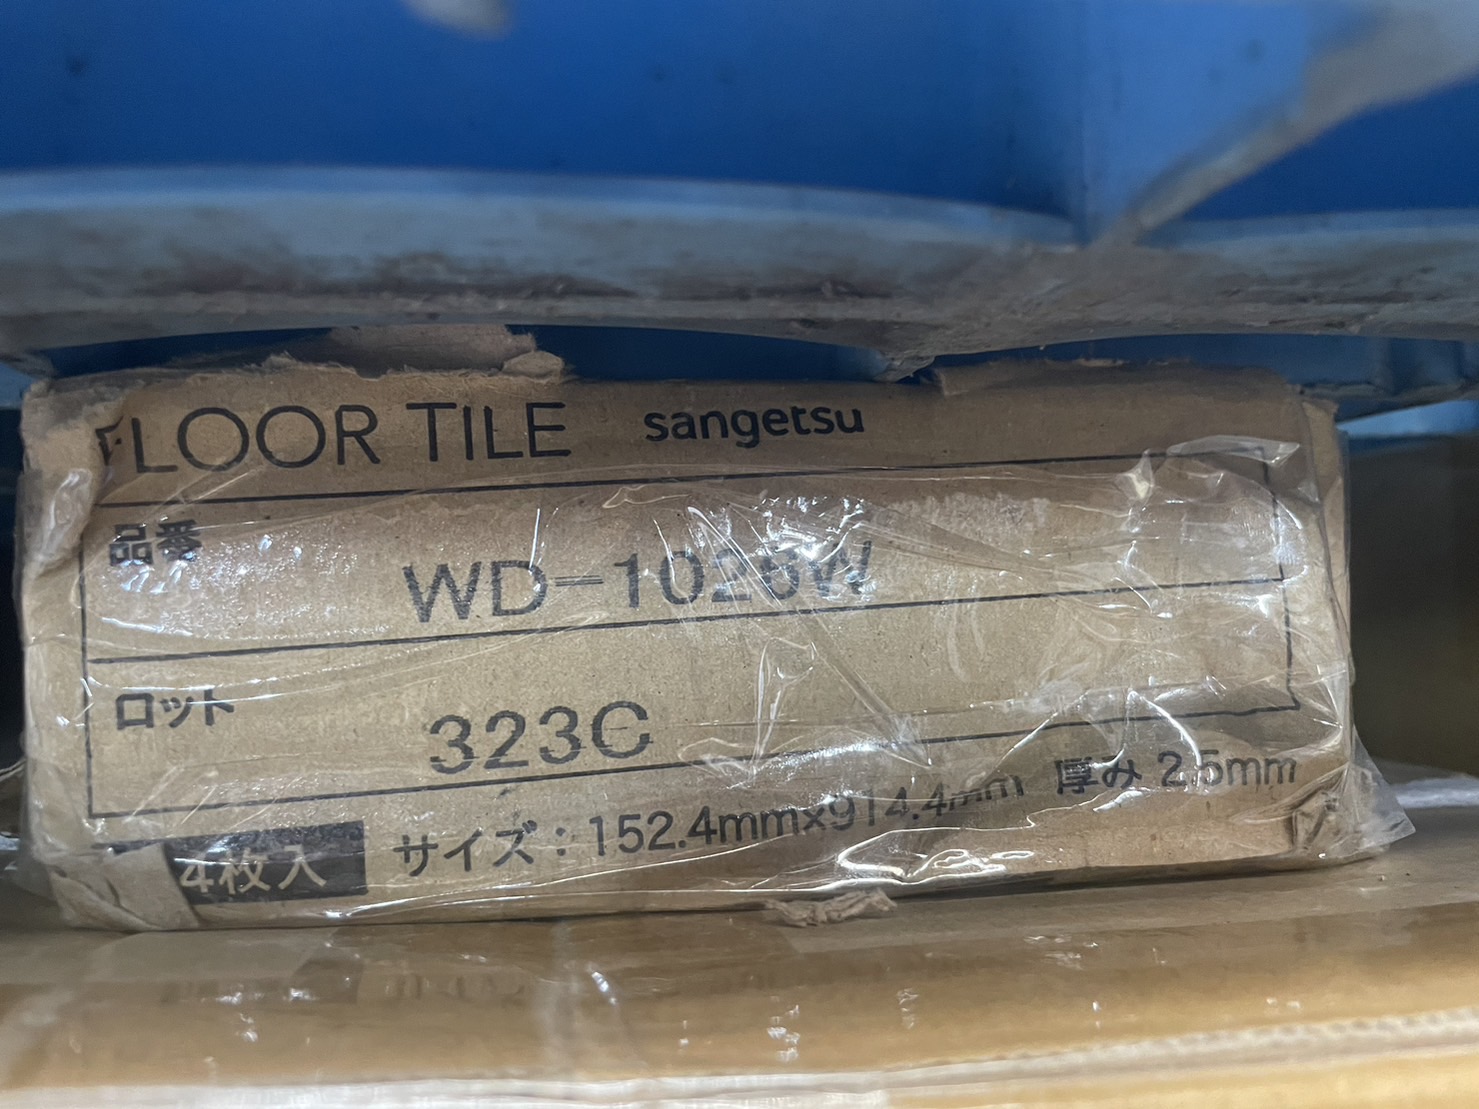 FLOOR TILE sangetsu
品番
WD-1026W
ロット
323C
4枚入 サイズ：152.4mmx914.4mm 厚み 2.5mm